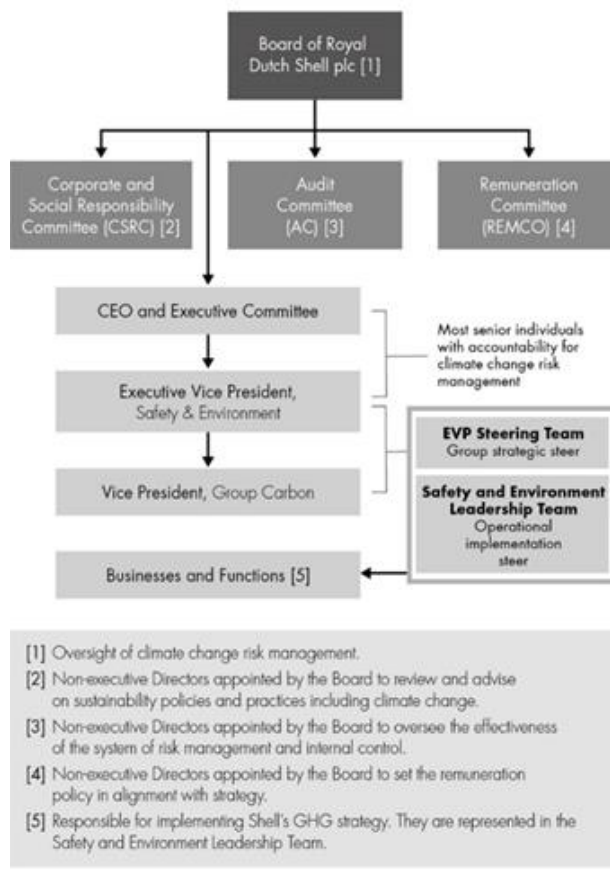 Board of Royal
Dutch Shell plc [1]
Corporate and
Social Responsibility
Committee (CSRC) [2]
Audit
Committee
(AC) [3]
Remuneration
Committee
(REMCO) [4]
CEO and Executive Committee
Most senior individuals
with accountability for
climate change risk
management
Executive Vice President,
Safety & Environment
EVP Steering Team
Group strategic steer
Vice President, Group Carbon
Safety and Environment
Leadership Team
Operational
implementation
steer
Businesses and Functions [5]
[1] Oversight of climate change risk management.
[2] Non-executive Directors appointed by the Board to review and advise
on sustainability policies and practices including climate change.
[3] Non-executive Directors appointed by the Board to oversee the effectiveness
of the system of risk management and internal control.
[4] Non-executive Directors appointed by the Board to set the remuneration
policy in alignment with strategy.
[5] Responsible for implementing Shell's GHG strategy. They are represented in the
Safety and Environment Leadership Team.